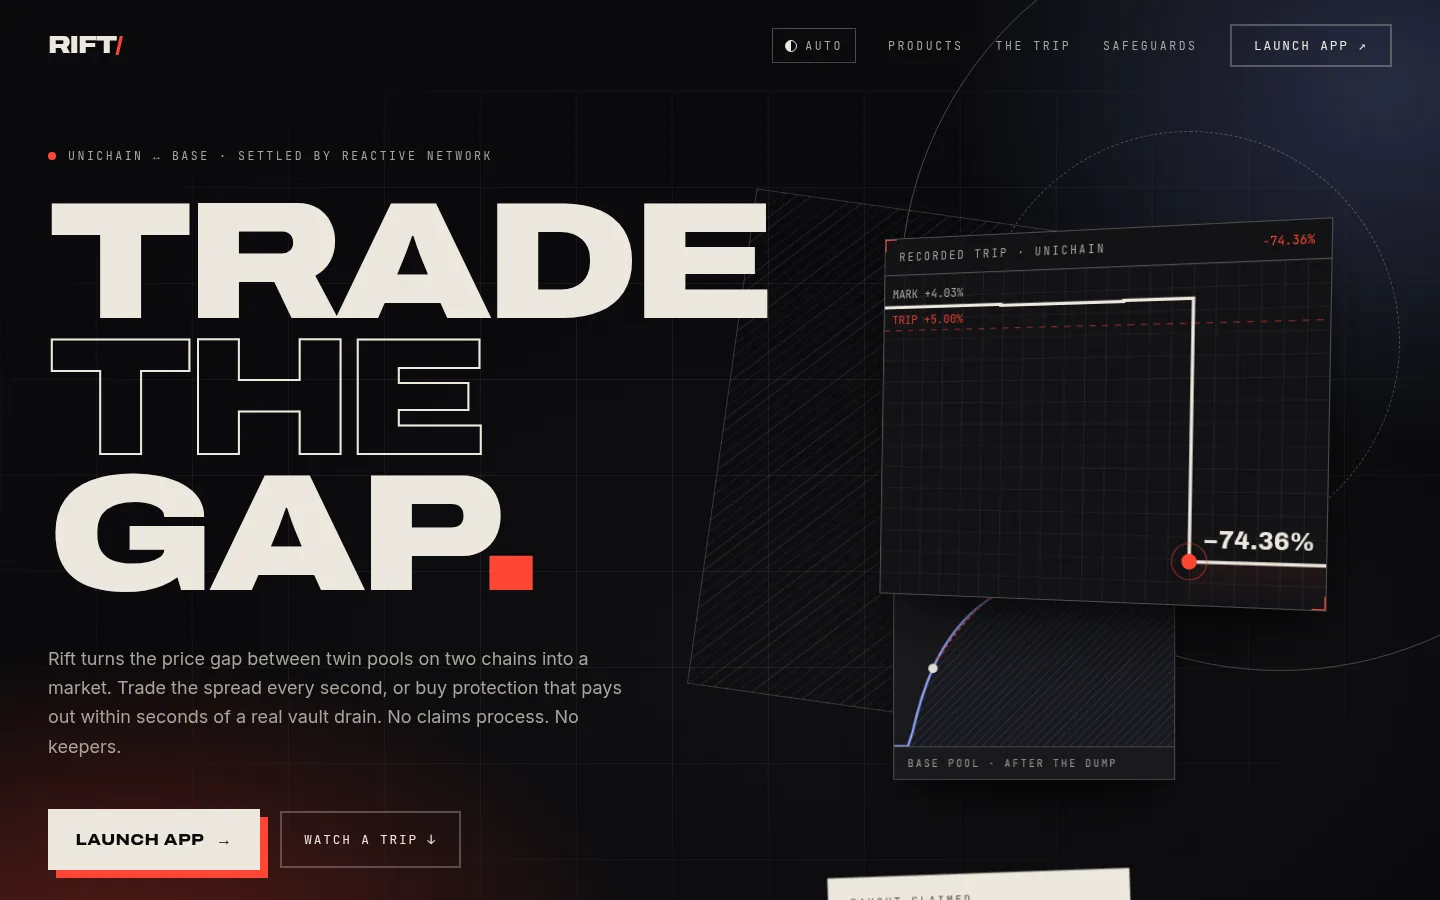 RIFT/
AUTO
PRODUCTS
THE TRIP
SAFEGUARDS
LAUNCH APP ↗
UNICHAIN ↔ BASE · SETTLED BY REACTIVE NETWORK
TRADE
THE
GAP.
Rift turns the price gap between twin pools on two chains into a
market. Trade the spread every second, or buy protection that pays
out within seconds of a real vault drain. No claims process. No
keepers.
LAUNCH APP →
WATCH A TRIP ↓
RECORDED TRIP · UNICHAIN
-74.36%
MARK +4.03%
TRIP +5.00%
−74.36%
BASE POOL · AFTER THE DUMP
PAYOUT CLAIMED